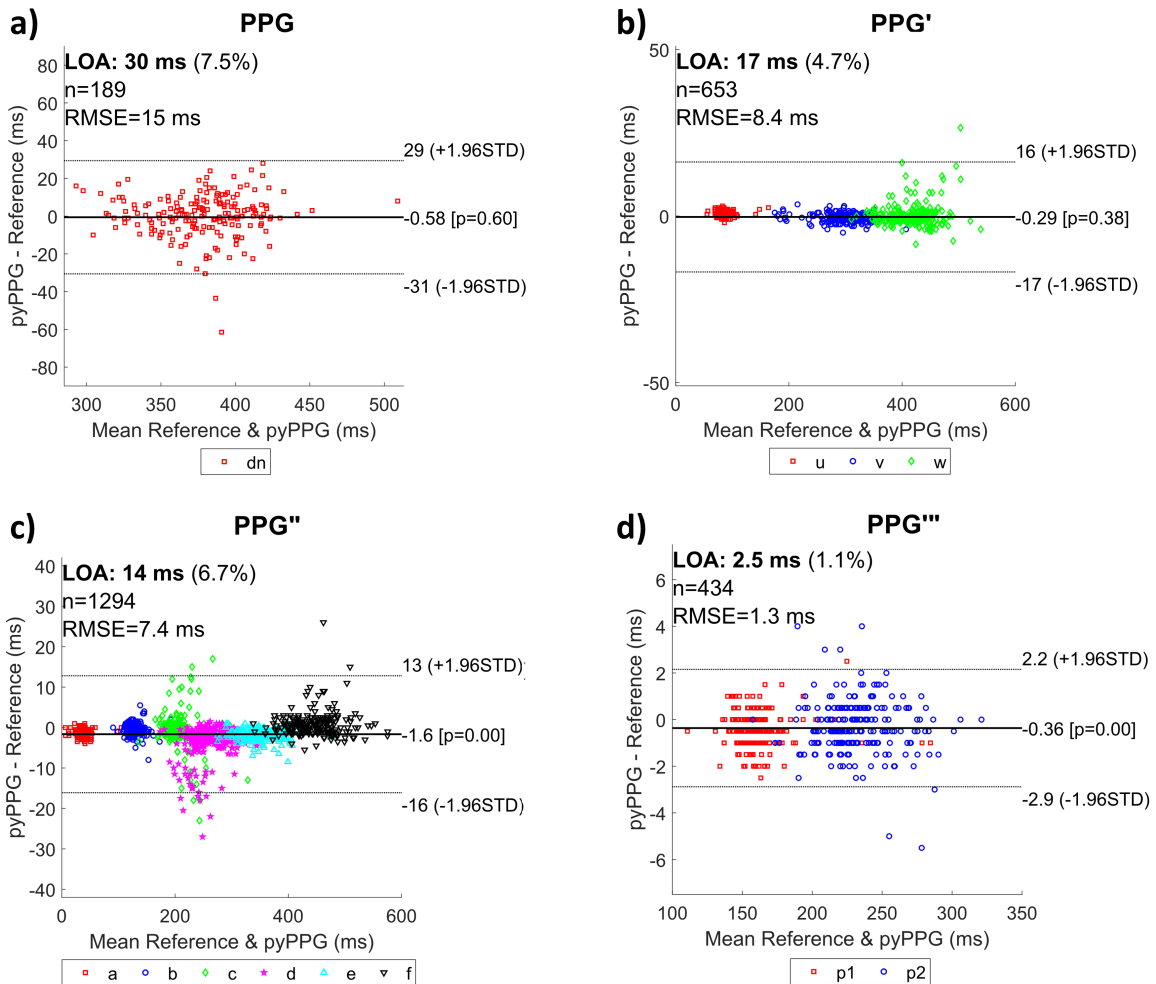 a) PPG
LOA: 30 ms (7.5%)
n=189
RMSE=15 ms
80
60
40
20
0
-20
-40
-60
-80
pyPPG - Reference (ms)
29 (+1.96STD)
-0.58 [p=0.60]
-31 (-1.96STD)
300 350 400 450 500
Mean Reference & pyPPG (ms)
dn
b) PPG'
LOA: 17 ms (4.7%)
n=653
RMSE=8.4 ms
50
0
-50
pyPPG - Reference (ms)
16 (+1.96STD)
-0.29 [p=0.38]
-17 (-1.96STD)
0 200 400 600
Mean Reference & pyPPG (ms)
u v w
c) PPG"
LOA: 14 ms (6.7%)
n=1294
RMSE=7.4 ms
40
30
20
10
0
-10
-20
-30
-40
pyPPG - Reference (ms)
13 (+1.96STD)
-1.6 [p=0.00]
-16 (-1.96STD)
0 200 400 600
Mean Reference & pyPPG (ms)
a b c d e f
d) PPG'"
LOA: 2.5 ms (1.1%)
n=434
RMSE=1.3 ms
6
4
2
0
-2
-4
-6
pyPPG - Reference (ms)
2.2 (+1.96STD)
-0.36 [p=0.00]
-2.9 (-1.96STD)
100 150 200 250 300 350
Mean Reference & pyPPG (ms)
p1 p2